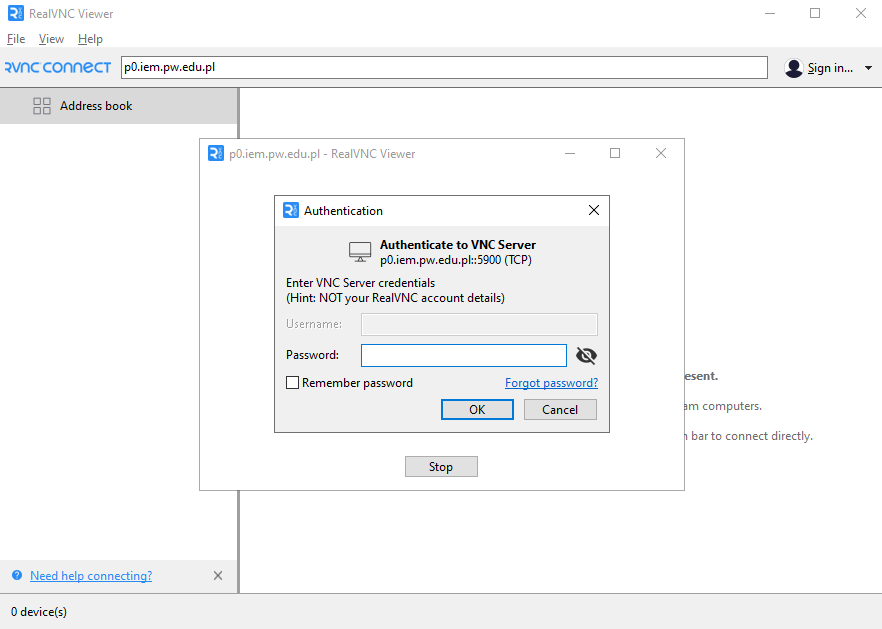 RealVNC Viewer
File View Help
RVNC CONNECT p0.iem.pw.edu.pl Sign in...
Address book
p0.iem.pw.edu.pl - RealVNC Viewer
Authentication
Authenticate to VNC Server
p0.iem.pw.edu.pl::5900 (TCP)
Enter VNC Server credentials
(Hint: NOT your RealVNC account details)
Username:
Password:
Remember password Forgot password?
OK Cancel
Stop
computers.
bar to connect directly.
Need help connecting?
0 device(s)